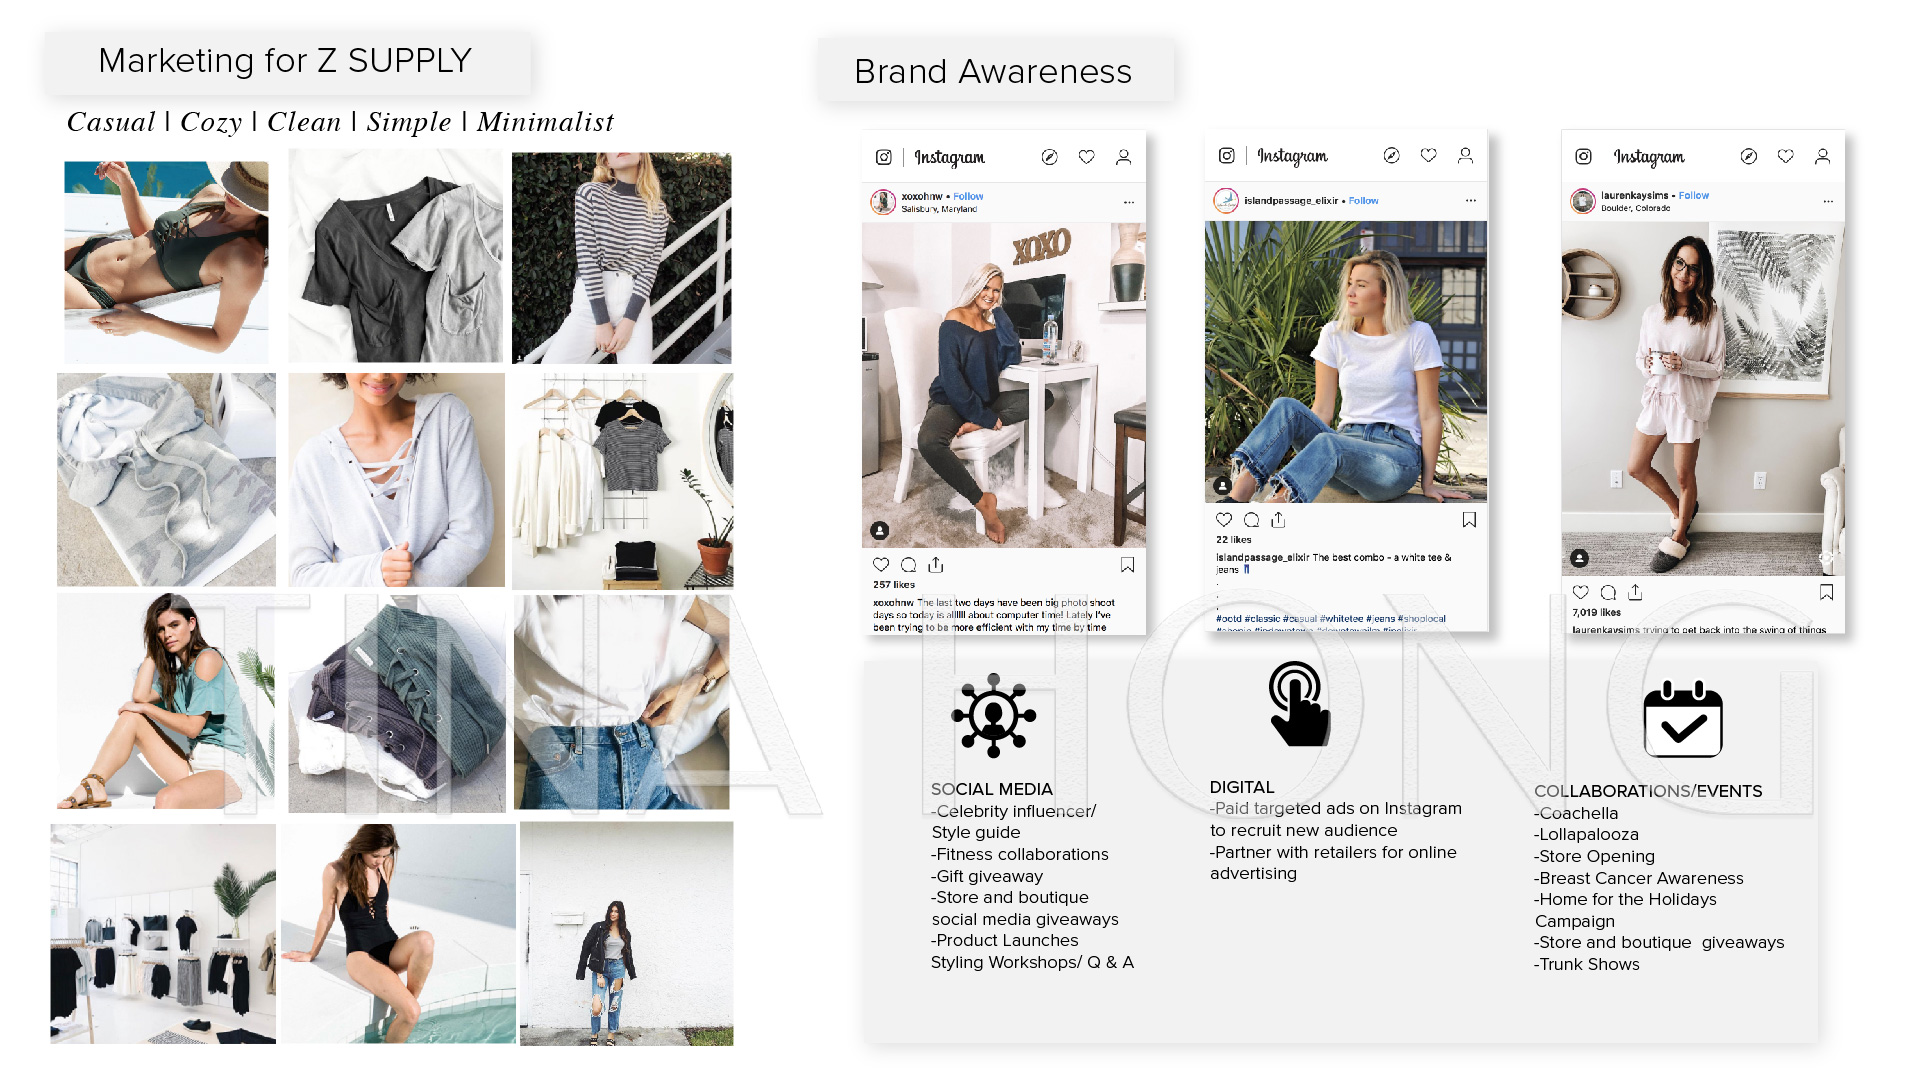 Marketing for Z SUPPLY
Casual | Cozy | Clean | Simple | Minimalist
Brand Awareness
Instagram
xoxohnw • Follow
Salisbury, Maryland
XOXO
257 likes
xoxohnw The last two days have been big photo shoot
days so today is allllll about computer time! Lately I've
been trying to be more efficient with my time by time
Instagram
islandpassage_elixir • Follow
22 likes
islandpassage_elixir The best combo - a white tee &
jeans
.
.
.
#ootd #classic #casual #whitetee #jeans #shoplocal
Instagram
laurenkaysims • Follow
Boulder, Colorado
7,019 likes
laurenkaysims trying to get back into the swing of things
TINA HONG
SOCIAL MEDIA
-Celebrity influencer/
Style guide
-Fitness collaborations
-Gift giveaway
-Store and boutique
social media giveaways
-Product Launches
Styling Workshops/ Q & A
DIGITAL
-Paid targeted ads on Instagram
to recruit new audience
-Partner with retailers for online
advertising
COLLABORATIONS/EVENTS
-Coachella
-Lollapalooza
-Store Opening
-Breast Cancer Awareness
-Home for the Holidays
Campaign
-Store and boutique  giveaways
-Trunk Shows